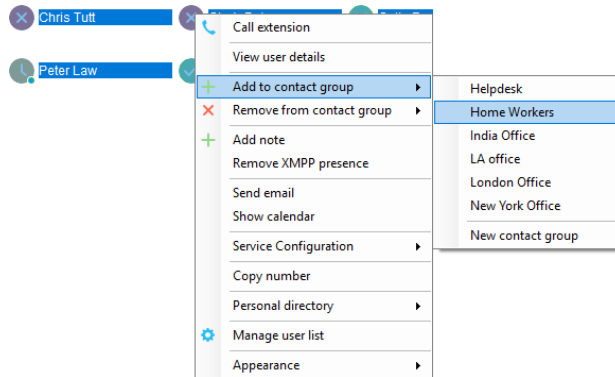 Chris Tutt
Call extension
View user details
Peter Law
Add to contact group
Helpdesk
Remove from contact group
Home Workers
Add note
India Office
Remove XMPP presence
LA office
London Office
Send email
New York Office
Show calendar
New contact group
Service Configuration
Copy number
Personal directory
Manage user list
Appearance